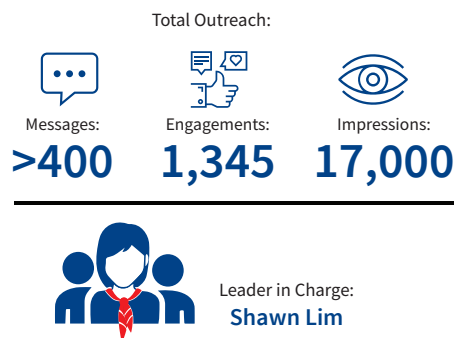 Total Outreach:
Messages:
>400
Engagements:
1,345
Impressions:
17,000
Leader in Charge:
Shawn Lim